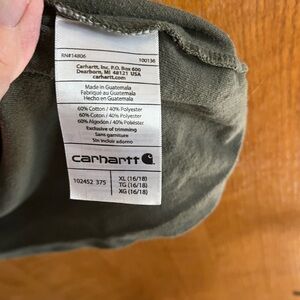 RN#14806 100136
Carhartt, Inc. P.O. Box 600
Dearborn, MI 48121 USA
carhartt.com
Made in Guatemala
Fabriqué au Guatemala
Hecho en Guatemala
60% Cotton / 40% Polyester
60% Coton / 40% Polyester
60% Algodon / 40% Polyester
Exclusive of trimming
Sans garniture
Sin incluir adorno
carhartt
102452 375
XL (16/18)
TG (16/18)
XG (16/18)